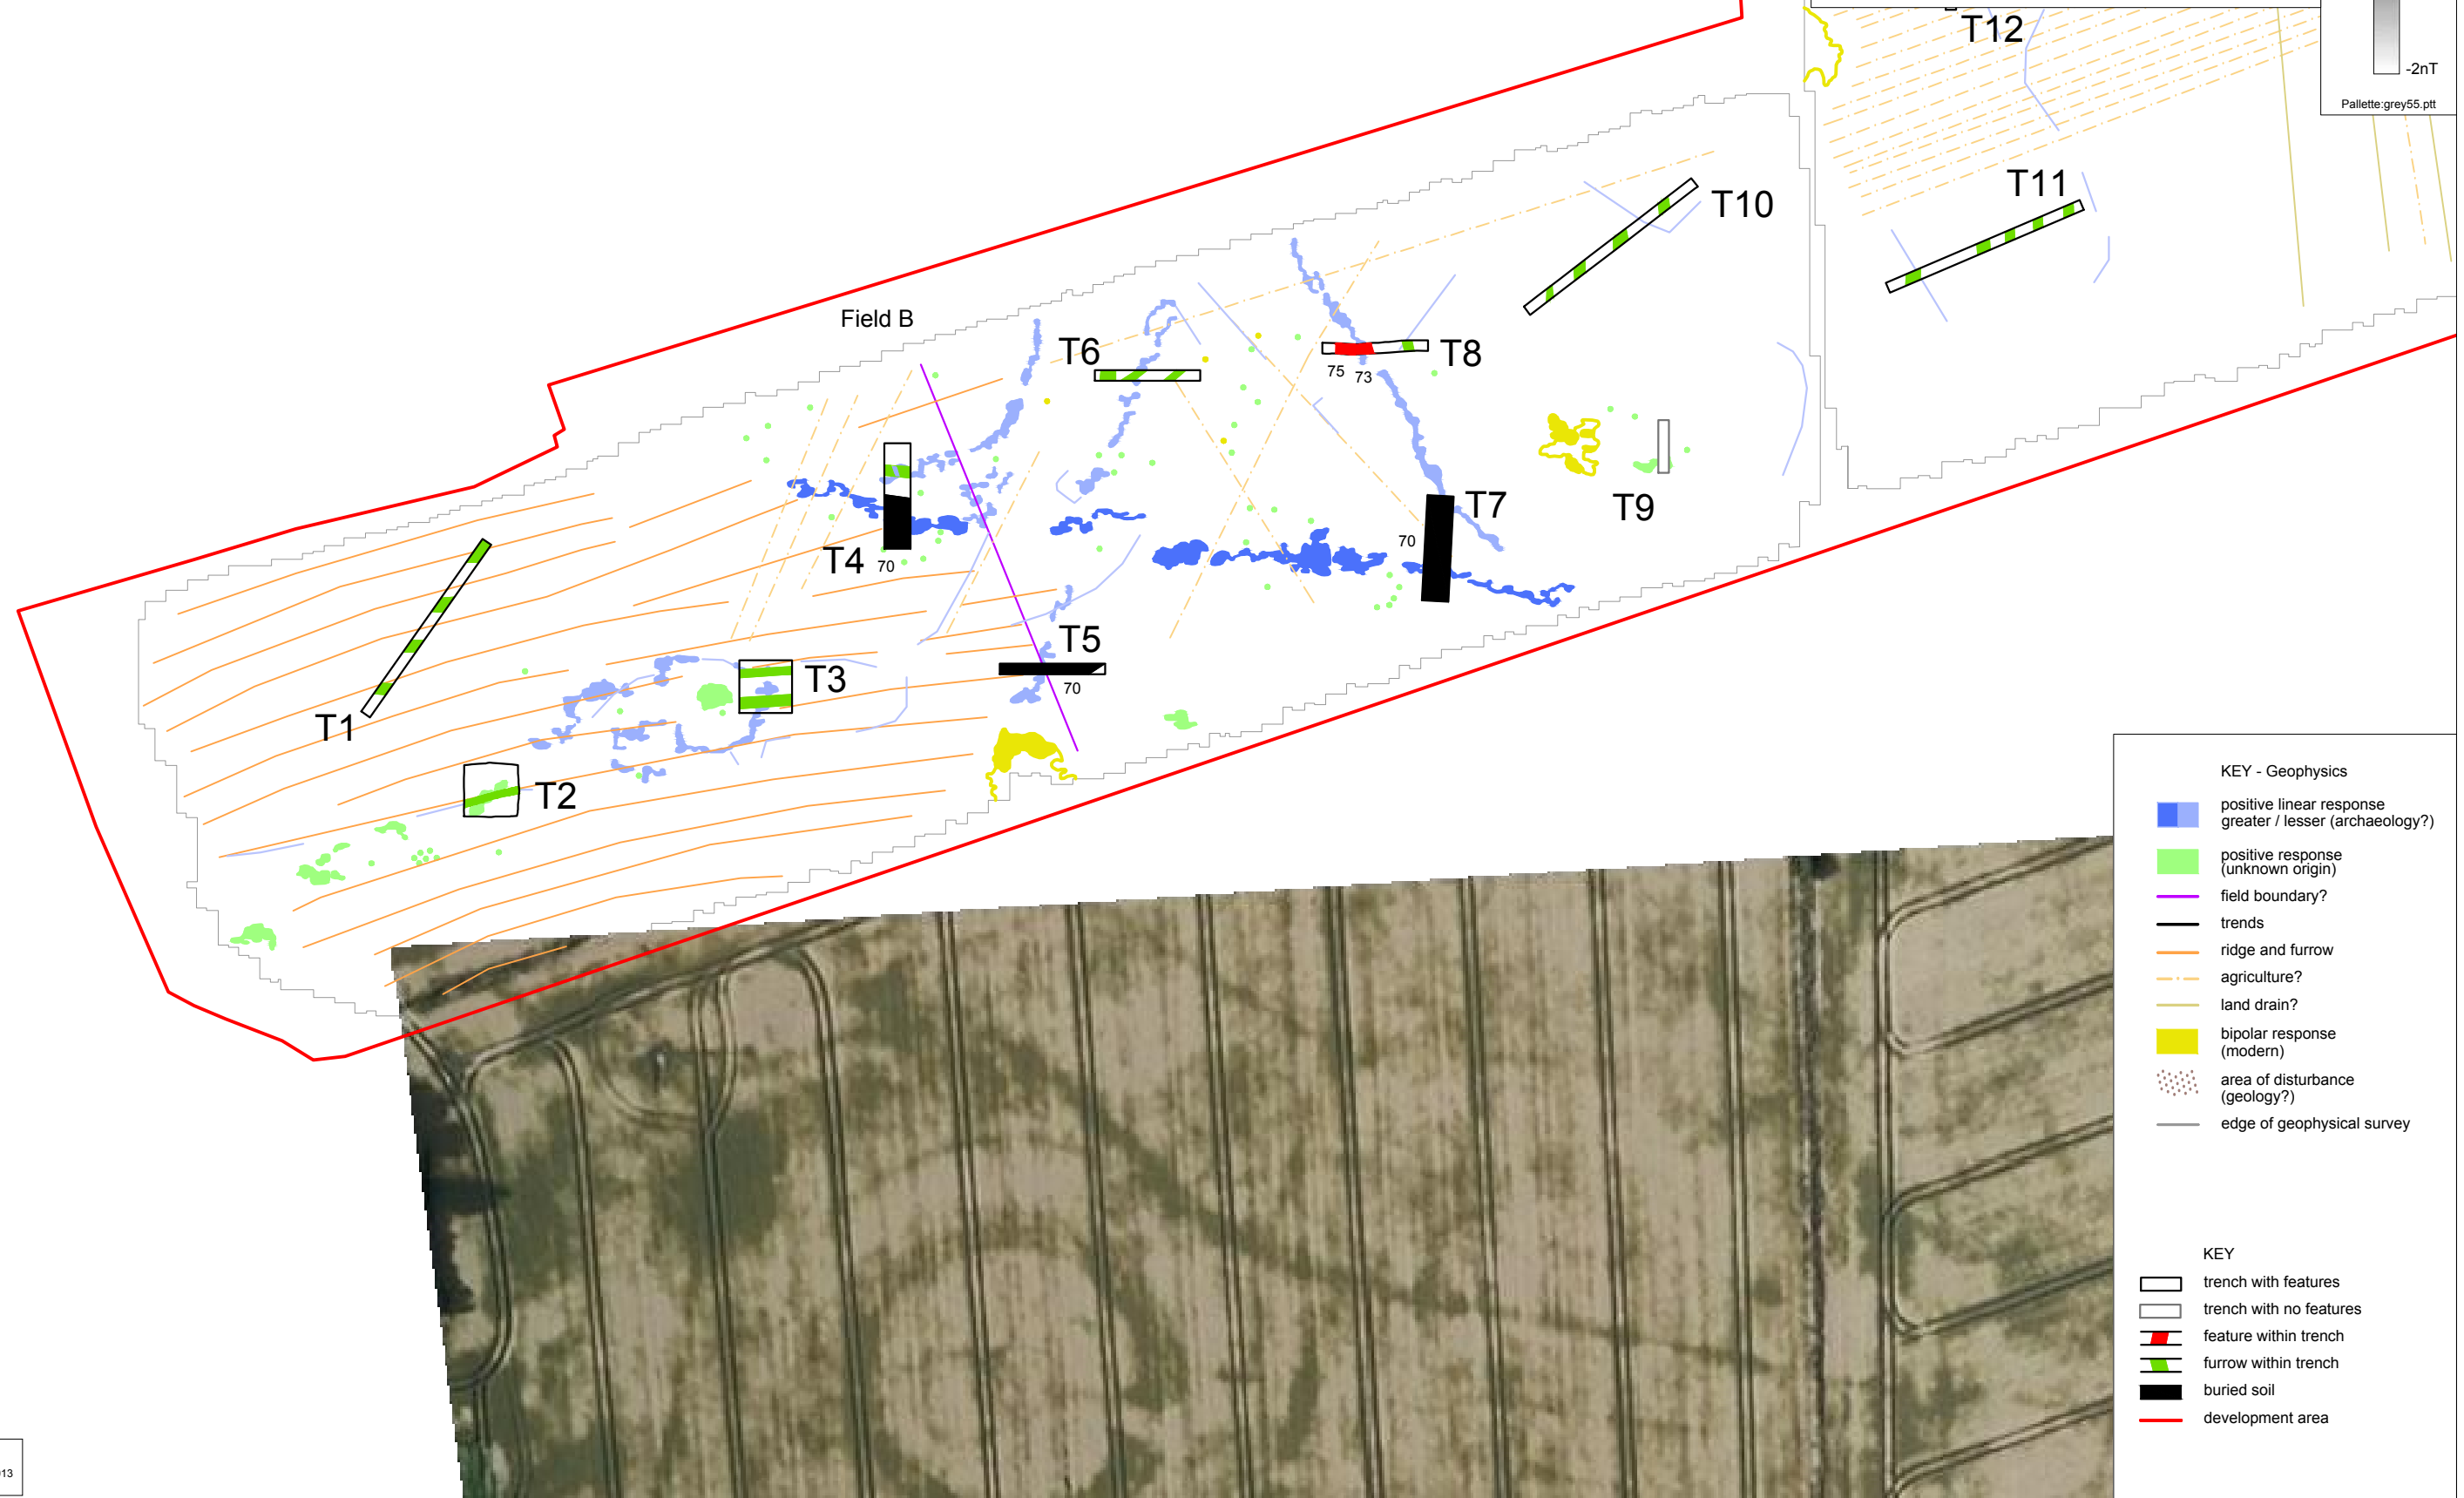 T12
-2nT
Pallette:grey55.ptt
T11
T10
Field B
T6
T8
75 73
T7
70
T9
T4
70
T5
70
T3
T1
T2
KEY - Geophysics
positive linear response
greater / lesser (archaeology?)
positive response
(unknown origin)
field boundary?
trends
ridge and furrow
agriculture?
land drain?
bipolar response
(modern)
area of disturbance
(geology?)
edge of geophysical survey
KEY
trench with features
trench with no features
feature within trench
furrow within trench
buried soil
development area